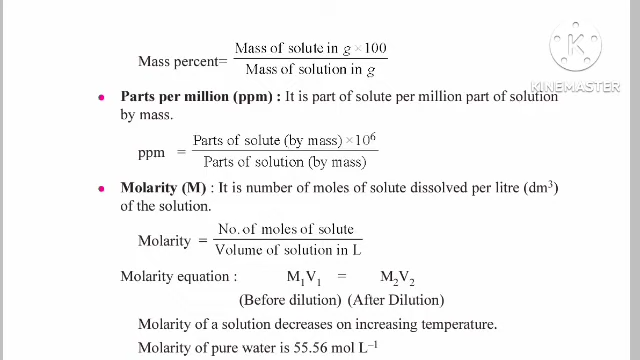 Mass percent= Mass of solute in g ×100 / Mass of solution in g
K
KINEMASTER
• Parts per million (ppm) : It is part of solute per million part of solution
by mass.
ppm = Parts of solute (by mass)×10⁶ / Parts of solution (by mass)
• Molarity (M) : It is number of moles of solute dissolved per litre (dm³)
of the solution.
Molarity = No. of moles of solute / Volume of solution in L
Molarity equation : M₁V₁ = M₂V₂
(Before dilution) (After Dilution)
Molarity of a solution decreases on increasing temperature.
Molarity of pure water is 55.56 mol L⁻¹